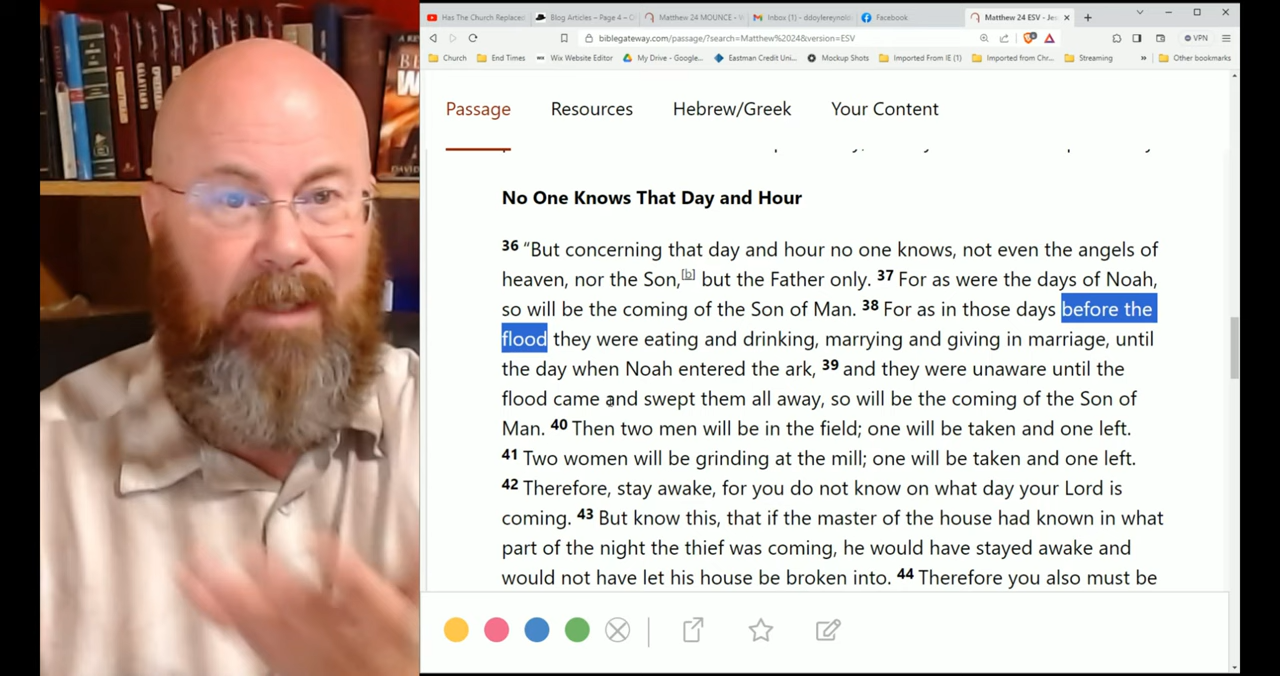 Has The Church Replaced
Blog Articles – Page 4 –
Matthew 24 MOUNCE -
Inbox (1) - ddoylereynol
Facebook
Matthew 24 ESV - Je
biblegateway.com/passage/?search=Matthew%2024&version=ESV
VPN
Church
End Times
Wix Website Editor
My Drive - Google...
Eastman Credit Uni...
Mockup Shots
Imported From IE (1)
Imported from Chr...
Streaming
Other bookmarks
Passage
Resources
Hebrew/Greek
Your Content
No One Knows That Day and Hour
36 “But concerning that day and hour no one knows, not even the angels of
heaven, nor the Son,[b] but the Father only. 37 For as were the days of Noah,
so will be the coming of the Son of Man. 38 For as in those days before the
flood they were eating and drinking, marrying and giving in marriage, until
the day when Noah entered the ark, 39 and they were unaware until the
flood came and swept them all away, so will be the coming of the Son of
Man. 40 Then two men will be in the field; one will be taken and one left.
41 Two women will be grinding at the mill; one will be taken and one left.
42 Therefore, stay awake, for you do not know on what day your Lord is
coming. 43 But know this, that if the master of the house had known in what
part of the night the thief was coming, he would have stayed awake and
would not have let his house be broken into. 44 Therefore you also must be